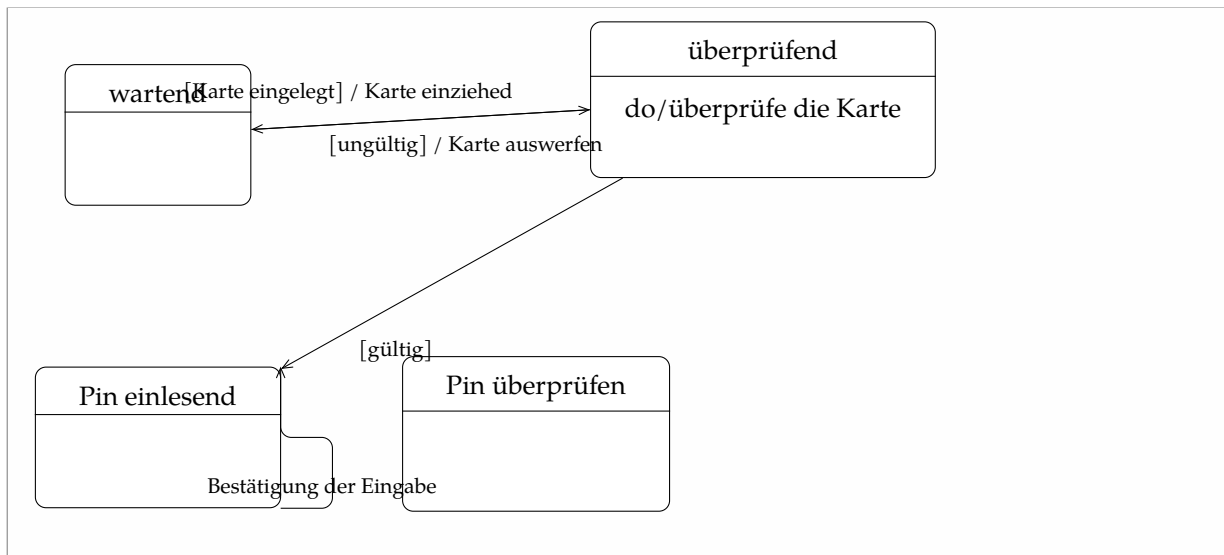 überprüfend
wartend
[Karte eingelegt] / Karte einziehed
do/überprüfe die Karte
[ungültig] / Karte auswerfen
[gültig]
Pin einlesend
Pin überprüfen
Bestätigung der Eingabe